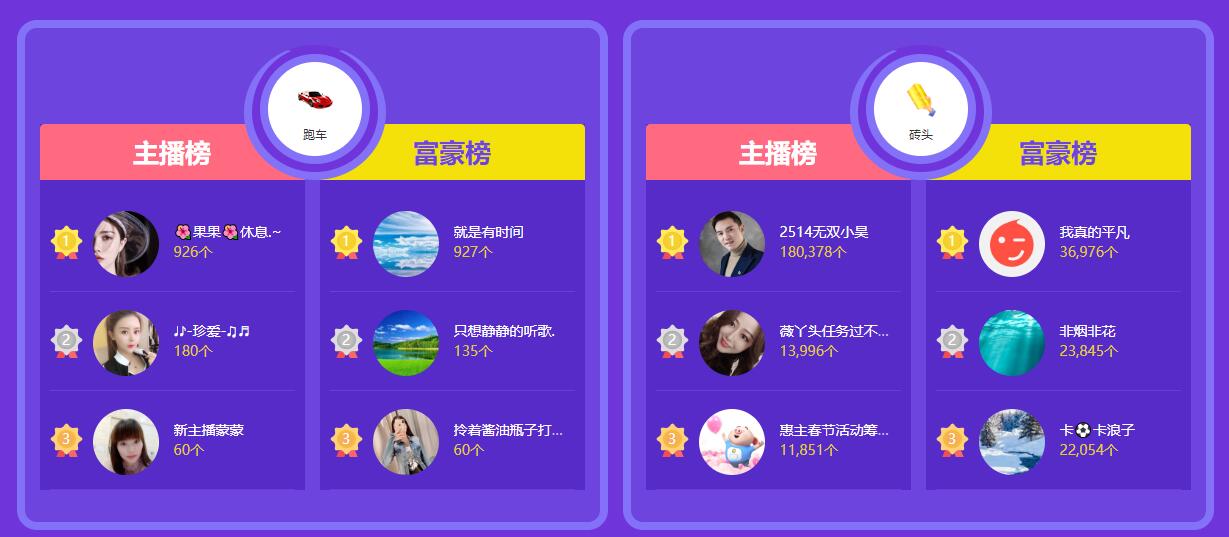 跑车
主播榜
富豪榜
1
🌺果果🌺休息.~
926个
1
就是有时间
927个
2
♩♪-珍爱-♫♬
180个
2
只想静静的听歌.
135个
3
新主播蒙蒙
60个
3
拎着酱油瓶子打...
60个
砖头
主播榜
富豪榜
1
2514无双小昊
180,378个
1
我真的平凡
36,976个
2
薇丫头任务过不...
13,996个
2
非烟非花
23,845个
3
惠主春节活动筹...
11,851个
3
卡⚽卡浪子
22,054个